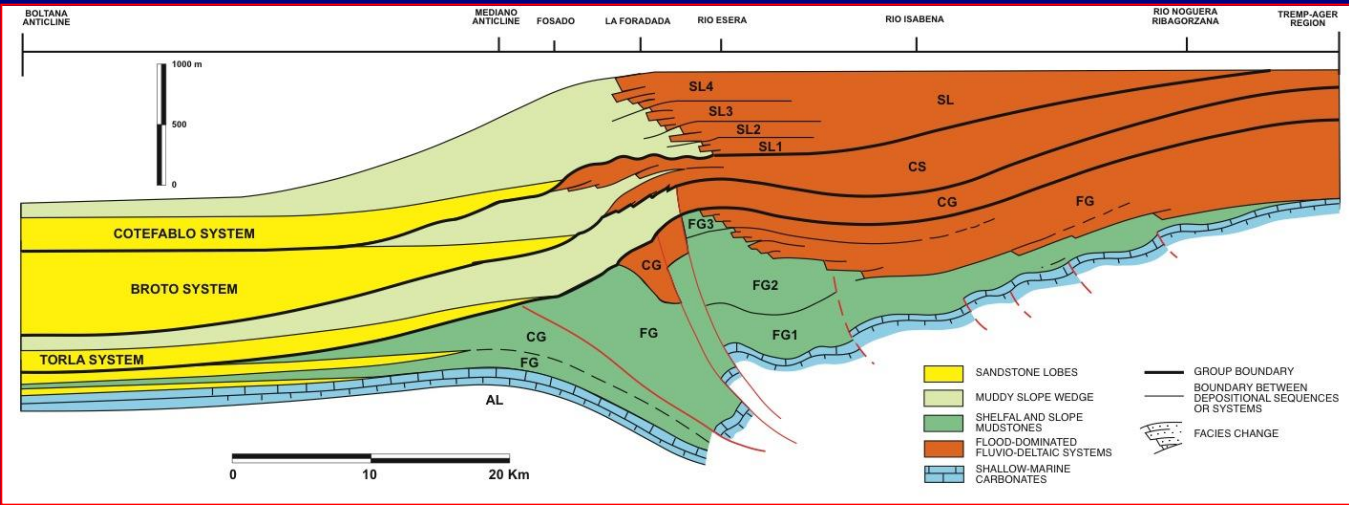 BOLTANA
ANTICLINE
MEDIANO
ANTICLINE
FOSADO
LA FORADADA
RIO ESERA
RIO ISABENA
RIO NOGUERA
RIBAGORZANA
TREMP-AGER
REGION
1000 m
500
0
SL4
SL3
SL2
SL1
SL
CS
CG
FG
FG3
CG
FG2
FG
FG1
COTEFABLO SYSTEM
BROTO SYSTEM
TORLA SYSTEM
CG
FG
AL
0
10
20 Km
SANDSTONE LOBES
MUDDY SLOPE WEDGE
SHELFAL AND SLOPE
MUDSTONES
FLOOD-DOMINATED
FLUVIO-DELTAIC SYSTEMS
SHALLOW-MARINE
CARBONATES
GROUP BOUNDARY
BOUNDARY BETWEEN
DEPOSITIONAL SEQUENCES
OR SYSTEMS
FACIES CHANGE